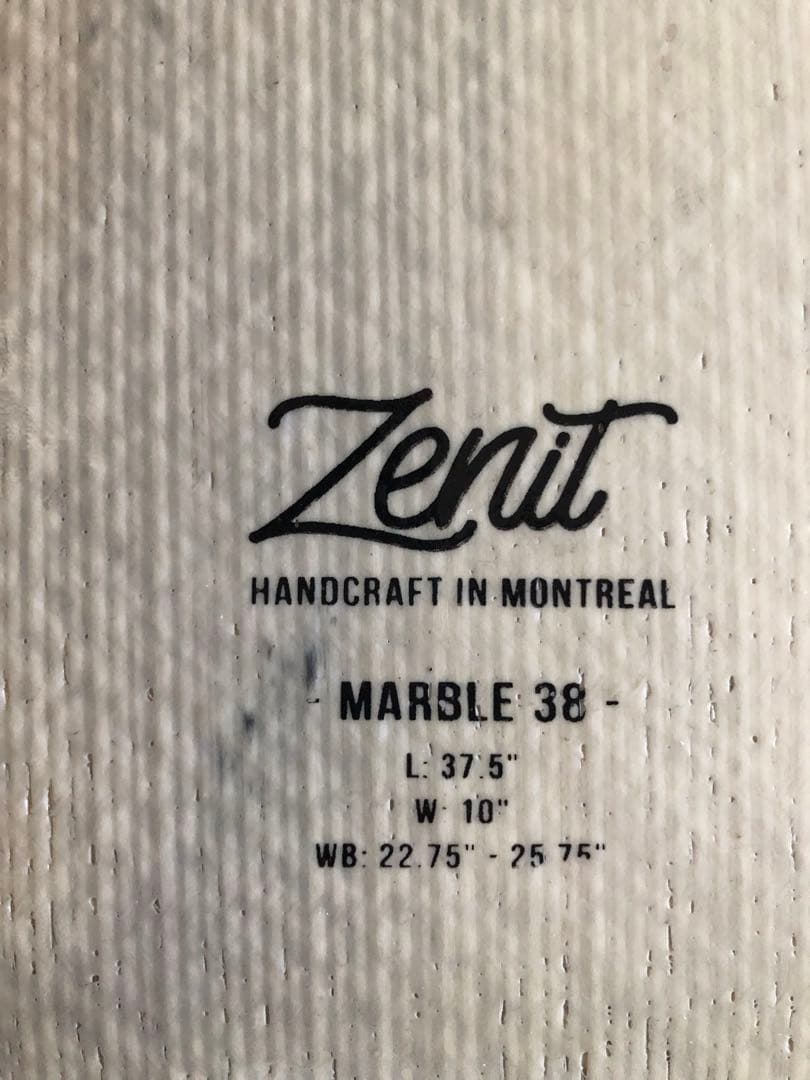 Zenit
HANDCRAFT IN MONTREAL
- MARBLE 38 -
L: 37.5"
W: 10"
WB: 22.75" - 25.75"